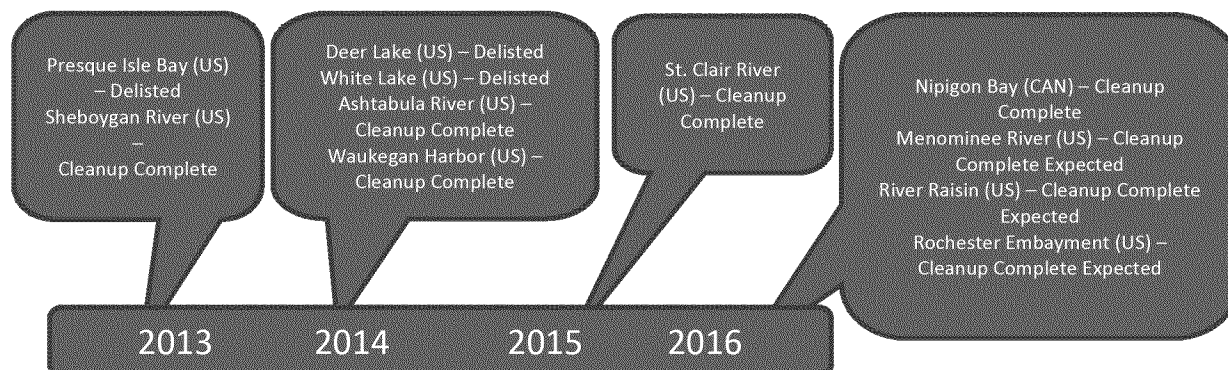 Presque Isle Bay (US)
– Delisted
Sheboygan River (US)
–
Cleanup Complete
Deer Lake (US) – Delisted
White Lake (US) – Delisted
Ashtabula River (US) –
Cleanup Complete
Waukegan Harbor (US) –
Cleanup Complete
St. Clair River
(US) – Cleanup
Complete
Nipigon Bay (CAN) – Cleanup
Complete
Menominee River (US) – Cleanup
Complete Expected
River Raisin (US) – Cleanup Complete
Expected
Rochester Embayment (US) –
Cleanup Complete Expected
2013 2014 2015 2016